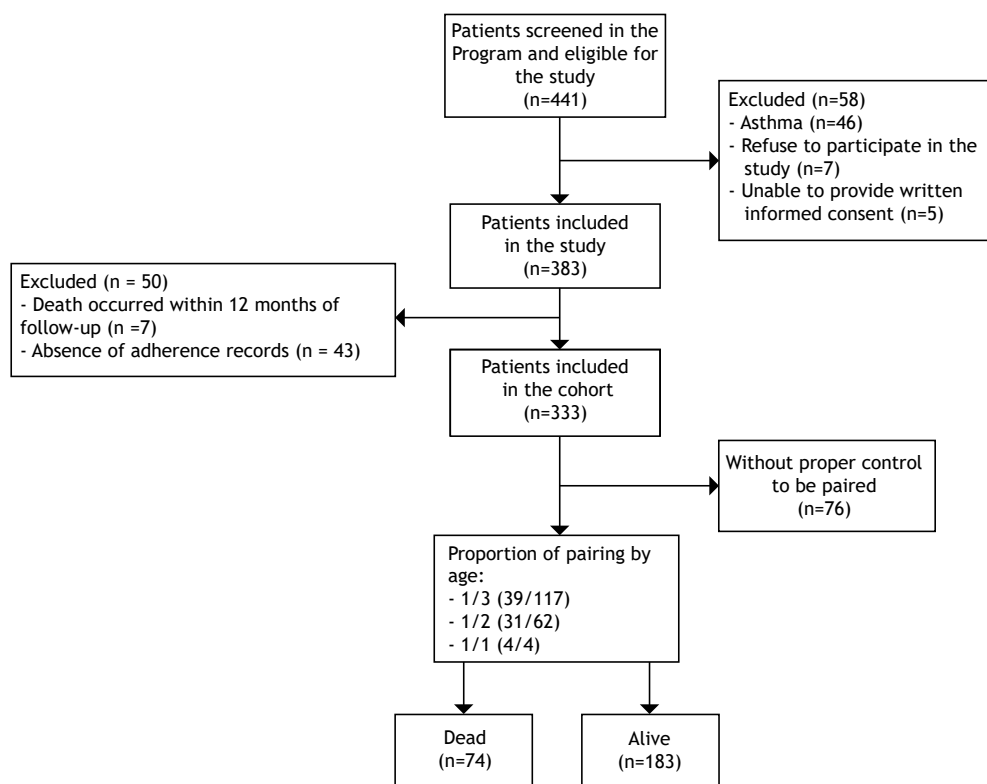 Patients screened in the
Program and eligible for
the study
(n=441)
Excluded (n=58)
- Asthma (n=46)
- Refuse to participate in the
study (n=7)
- Unable to provide written
informed consent (n=5)
Patients included
in the study
(n=383)
Excluded (n = 50)
- Death occurred within 12 months of
follow-up (n =7)
- Absence of adherence records (n = 43)
Patients included
in the cohort
(n=333)
Without proper control
to be paired
(n=76)
Proportion of pairing by
age:
- 1/3 (39/117)
- 1/2 (31/62)
- 1/1 (4/4)
Dead
(n=74)
Alive
(n=183)